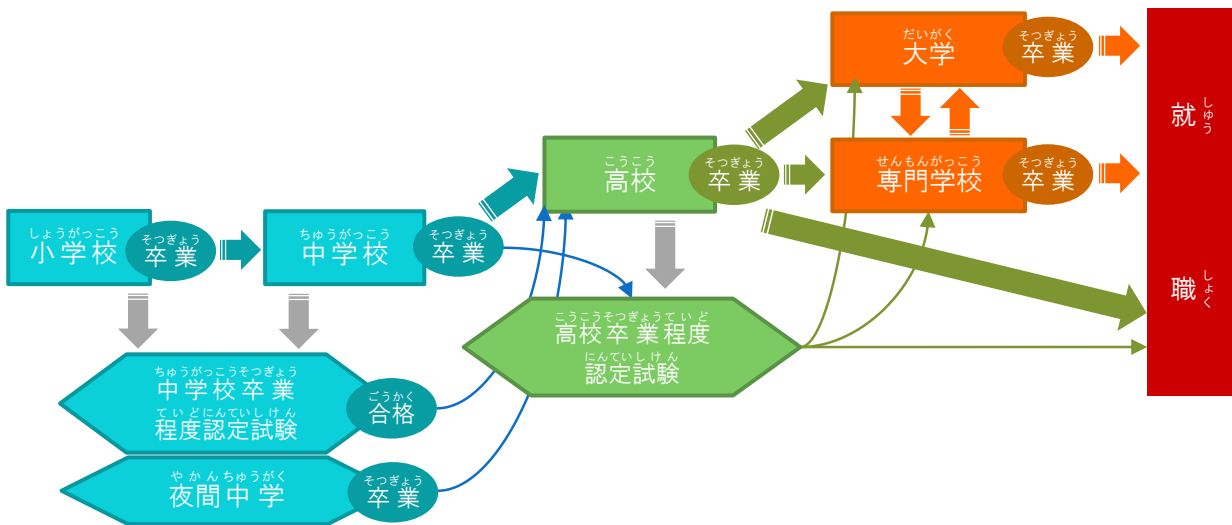 だいがく
大学
そつぎょう
卒業
しゅう
就
しょく
職
こうこう
高校
そつぎょう
卒業
せんもんがっこう
専門学校
そつぎょう
卒業
しょうがっこう
小学校
そつぎょう
卒業
ちゅうがっこう
中学校
そつぎょう
卒業
こうこうそつぎょうていど
高校卒業程度
にんていしけん
認定試験
ちゅうがっこうそつぎょう
中学校卒業
ていどにんていしけん
程度認定試験
ごうかく
合格
やかんちゅうがく
夜間中学
そつぎょう
卒業